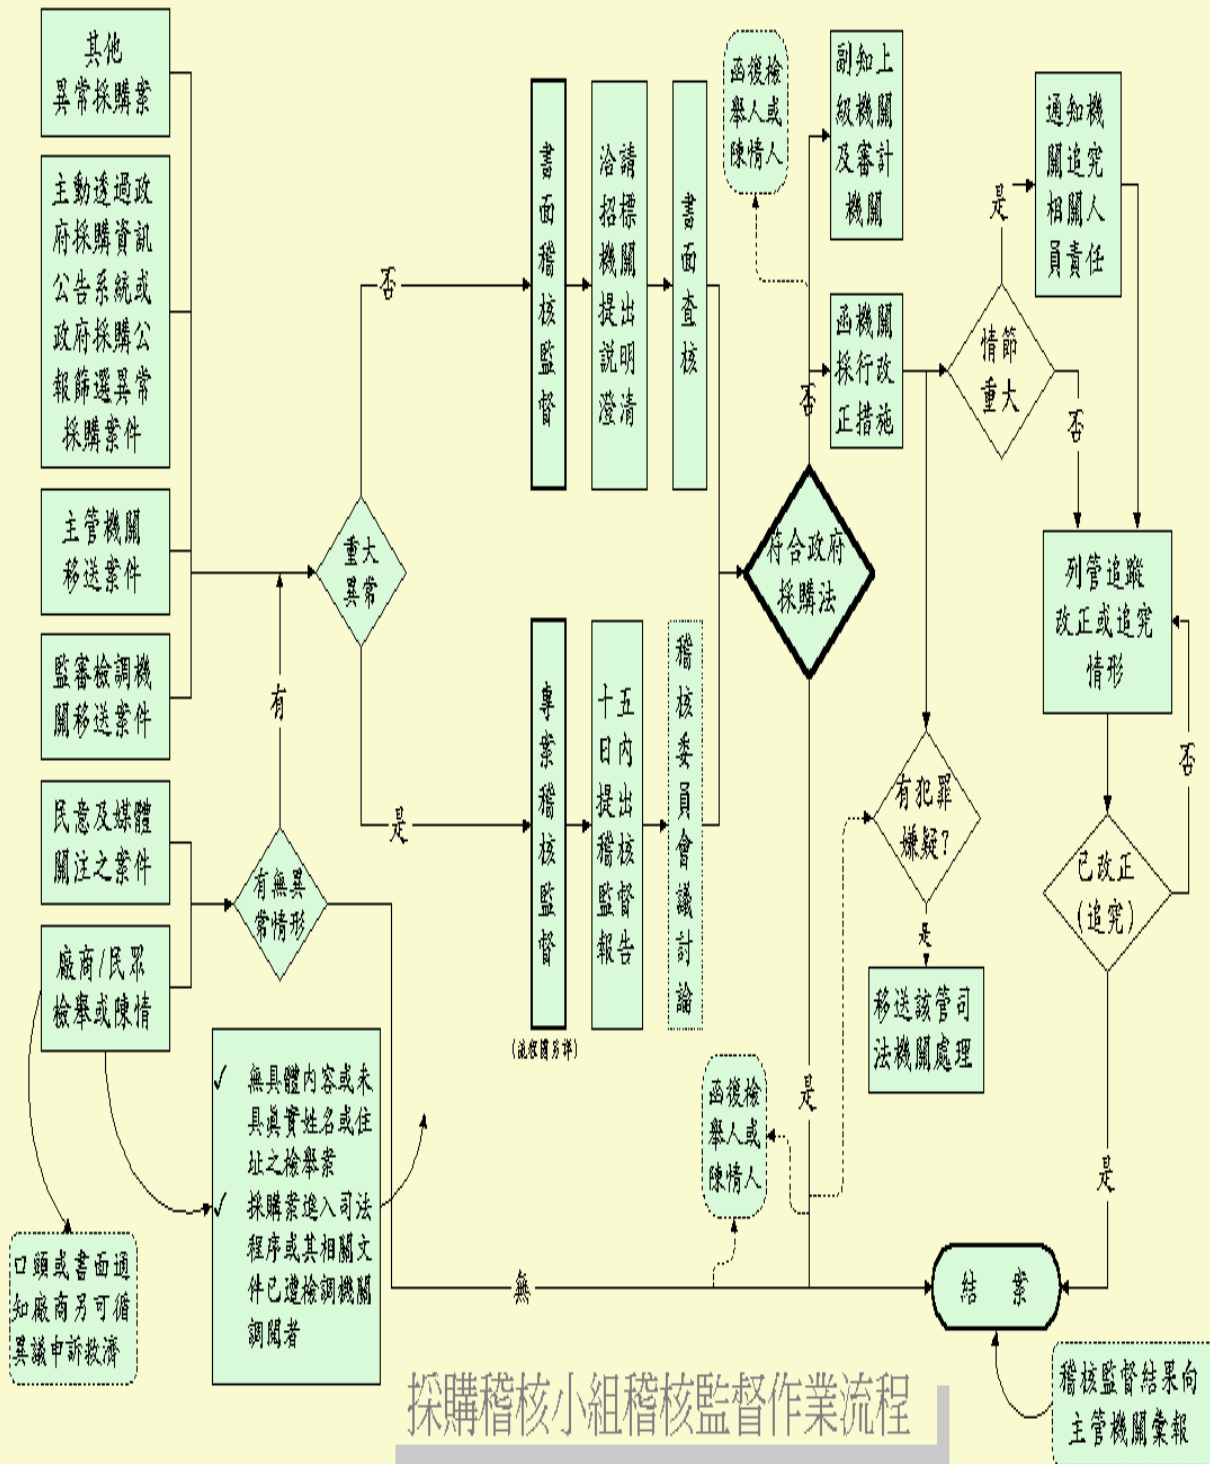 其他
異常採購案
主動透過政
府採購資訊
公告系統或
政府採購公
報篩選異常
採購案件
主管機關
移送案件
監審檢調機
關移送案件
民意及媒體
關注之案件
廠商/民眾
檢舉或陳情
口頭或書面通
知廠商另可循
異議申訴救濟
✓ 無具體內容或未
具真實姓名或住
址之檢舉案
✓ 採購案進入司法
程序或其相關文
件已遭檢調機關
調閱者
有無異
常情形
有
無
重大
異常
否
是
書面稽核監督
洽請
招標
機關
提出
說明
澄清
書面查核
專案稽核監督
(流程圖另詳)
十五
日內
提出
稽核
監督
報告
稽核委員會議討論
符合政府
採購法
否
是
函復檢
舉人或
陳情人
副知上
級機關
及審計
機關
函機關
採行改
正措施
情節
重大
是
否
通知機
關追究
相關人
員責任
列管追蹤
改正或追究
情形
否
已改正
(追究)
是
有犯罪
嫌疑?
是
移送該管司
法機關處理
函復檢
舉人或
陳情人
結 案
稽核監督結果向
主管機關彙報
採購稽核小組稽核監督作業流程